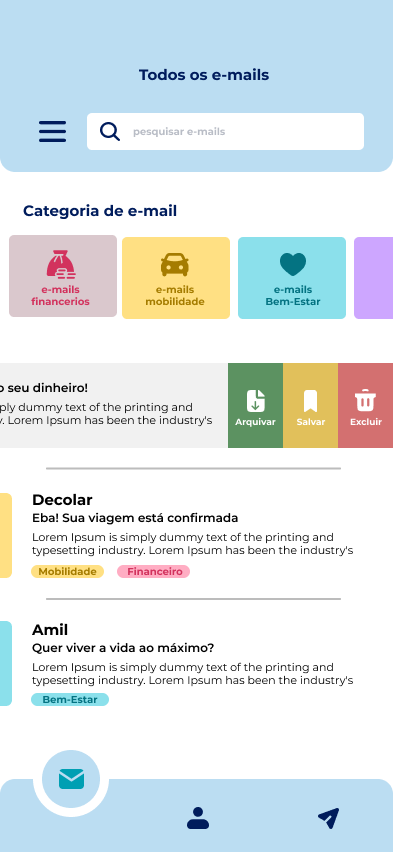 Todos os e-mails
pesquisar e-mails
Categoria de e-mail
e-mails
financerios
e-mails
mobilidade
e-mails
Bem-Estar
o seu dinheiro!
ply dummy text of the printing and
. Lorem Ipsum has been the industry's
Arquivar
Salvar
Excluir
Decolar
Eba! Sua viagem está confirmada
Lorem Ipsum is simply dummy text of the printing and
typesetting industry. Lorem Ipsum has been the industry's
Mobilidade
Financeiro
Amil
Quer viver a vida ao máximo?
Lorem Ipsum is simply dummy text of the printing and
typesetting industry. Lorem Ipsum has been the industry's
Bem-Estar